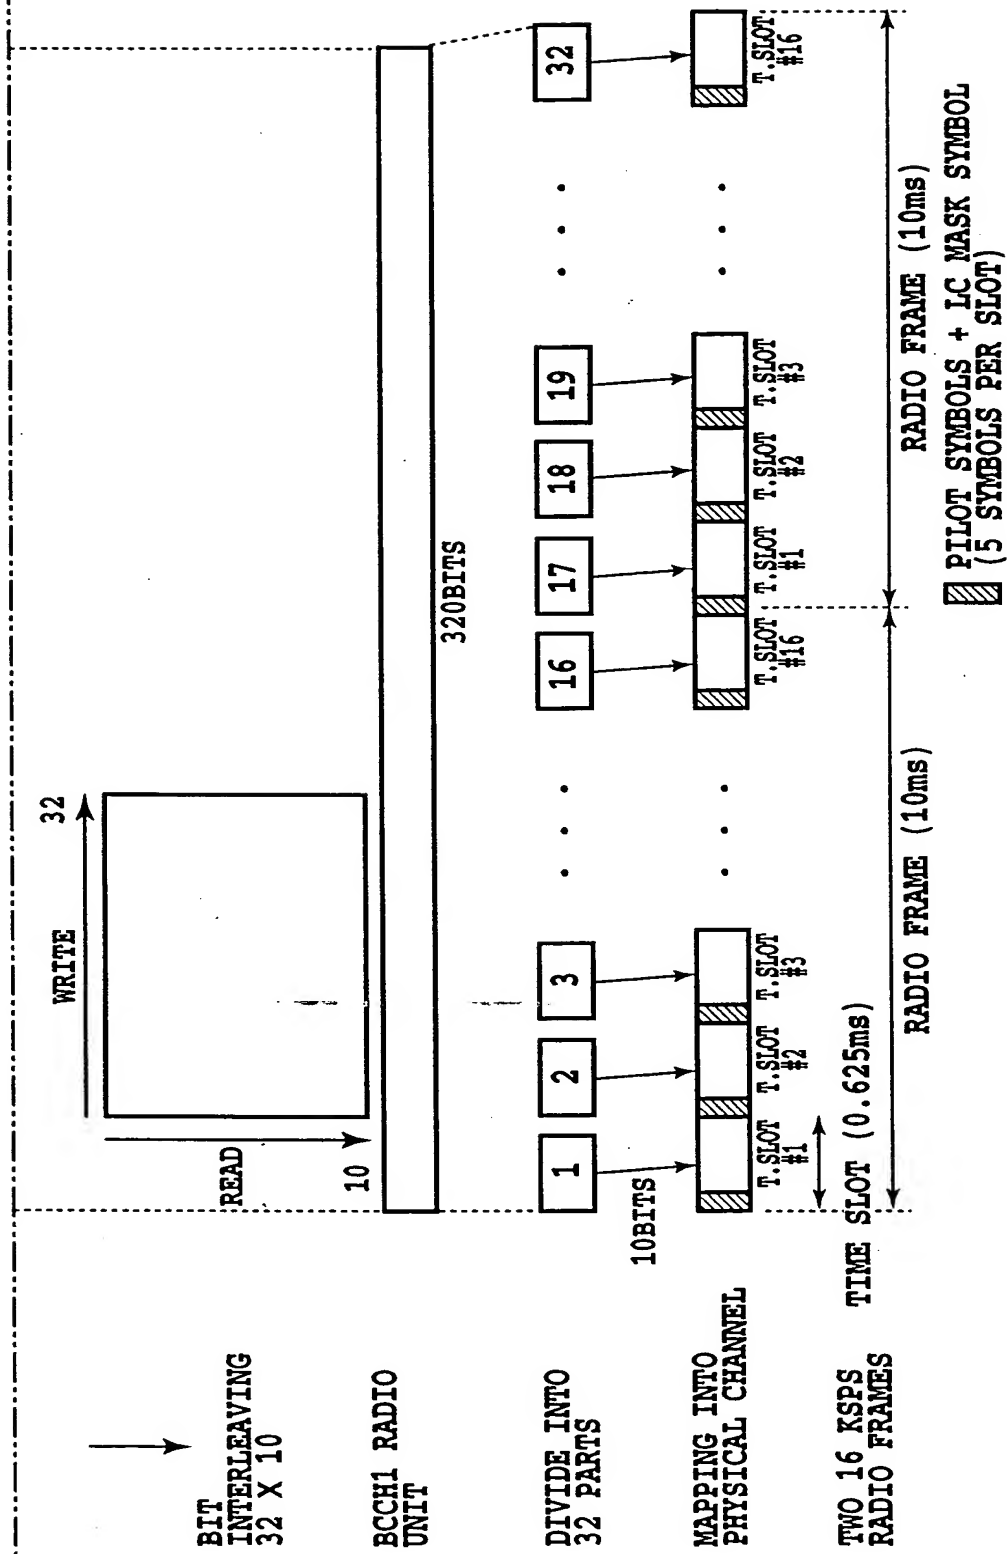 BIT
INTERLEAVING
32 X 10
WRITE
32
READ
10
BCCH1 RADIO
UNIT
320BITS
DIVIDE INTO
32 PARTS
1
2
3
16
17
18
19
32
10BITS
MAPPING INTO
PHYSICAL CHANNEL
T.SLOT
#1
T.SLOT
#2
T.SLOT
#3
T.SLOT
#16
T.SLOT
#1
T.SLOT
#2
T.SLOT
#3
T.SLOT
#16
TWO 16 KSPS
RADIO FRAMES
TIME SLOT (0.625ms)
RADIO FRAME (10ms)
RADIO FRAME (10ms)
PILOT SYMBOLS + LC MASK SYMBOL
(5 SYMBOLS PER SLOT)